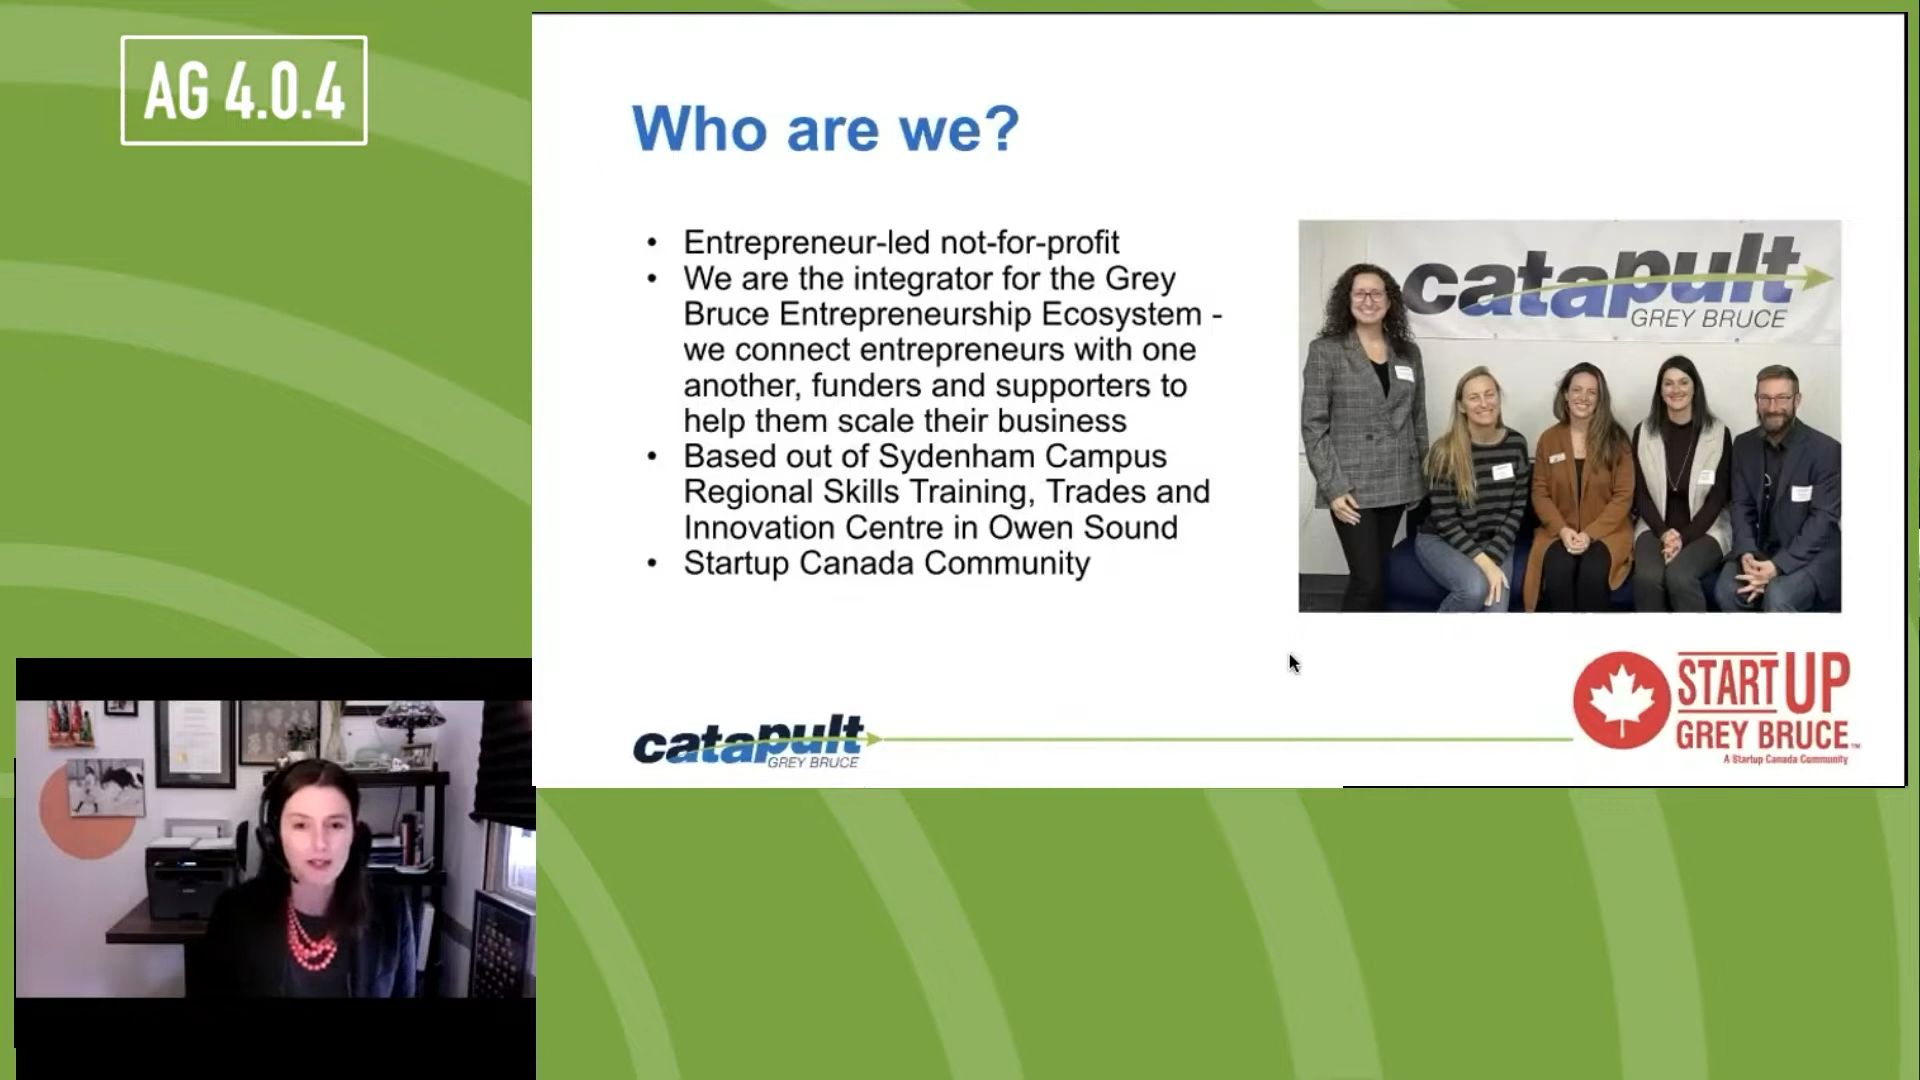 AG 4.0.4
Who are we?
• Entrepreneur-led not-for-profit
• We are the integrator for the Grey
Bruce Entrepreneurship Ecosystem -
we connect entrepreneurs with one
another, funders and supporters to
help them scale their business
• Based out of Sydenham Campus
Regional Skills Training, Trades and
Innovation Centre in Owen Sound
• Startup Canada Community
catapult
GREY BRUCE
catapult
GREY BRUCE
STARTUP
GREY BRUCE™
A Startup Canada Community